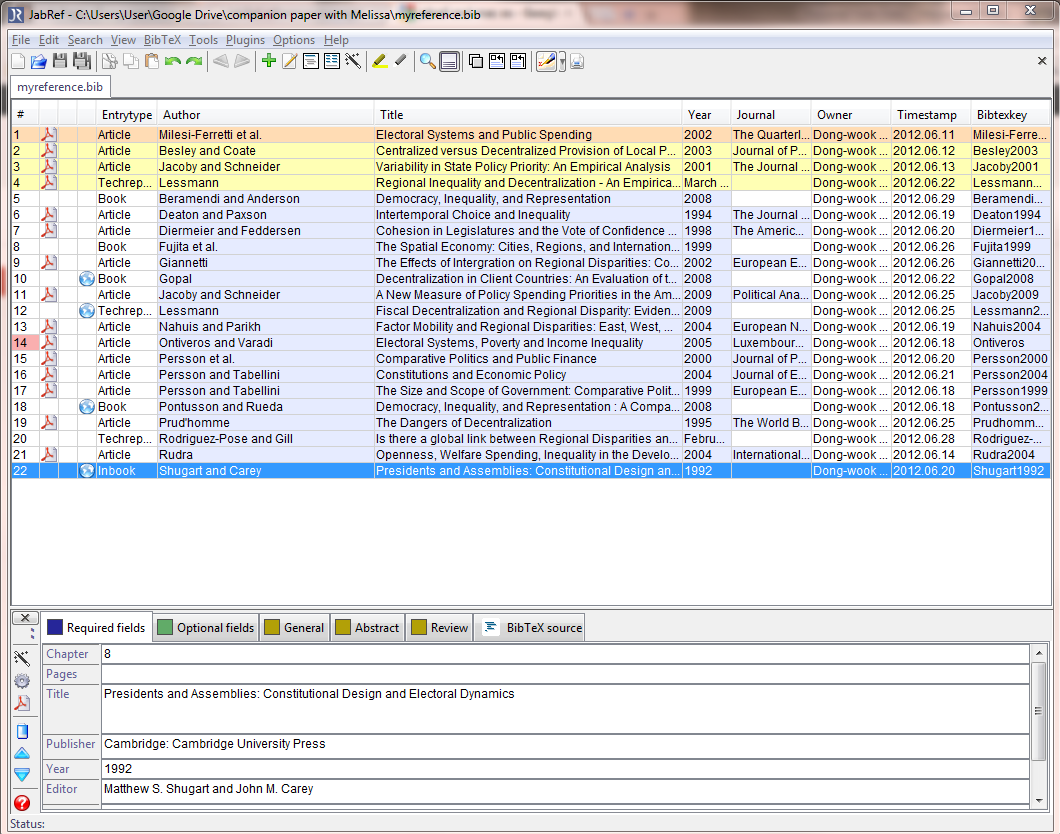 JabRef - C:\Users\User\Google Drive\companion paper with Melissa\myreference.bib
File Edit Search View BibTeX Tools Plugins Options Help
myreference.bib
# Entrytype Author Title Year Journal Owner Timestamp Bibtexkey
1 Article Milesi-Ferretti et al. Electoral Systems and Public Spending 2002 The Quarterl... Dong-wook ... 2012.06.11 Milesi-Ferre...
2 Article Besley and Coate Centralized versus Decentralized Provision of Local P... 2003 Journal of P... Dong-wook ... 2012.06.12 Besley2003
3 Article Jacoby and Schneider Variability in State Policy Priority: An Empirical Analysis 2001 The Journal ... Dong-wook ... 2012.06.13 Jacoby2001
4 Techrep... Lessmann Regional Inequality and Decentralization - An Empirica... March ... Dong-wook ... 2012.06.22 Lessmann...
5 Book Beramendi and Anderson Democracy, Inequality, and Representation 2008 Dong-wook ... 2012.06.29 Beramendi...
6 Article Deaton and Paxson Intertemporal Choice and Inequality 1994 The Journal ... Dong-wook ... 2012.06.19 Deaton1994
7 Article Diermeier and Feddersen Cohesion in Legislatures and the Vote of Confidence ... 1998 The Americ... Dong-wook ... 2012.06.20 Diermeier1...
8 Book Fujita et al. The Spatial Economy: Cities, Regions, and Internation... 1999 Dong-wook ... 2012.06.26 Fujita1999
9 Article Giannetti The Effects of Intergration on Regional Disparities: Co... 2002 European E... Dong-wook ... 2012.06.26 Giannetti20...
10 Book Gopal Decentralization in Client Countries: An Evaluation of t... 2008 Dong-wook ... 2012.06.22 Gopal2008
11 Article Jacoby and Schneider A New Measure of Policy Spending Priorities in the Am... 2009 Political Ana... Dong-wook ... 2012.06.25 Jacoby2009
12 Techrep... Lessmann Fiscal Decentralization and Regional Disparity: Eviden... 2009 Dong-wook ... 2012.06.25 Lessmann2...
13 Article Nahuis and Parikh Factor Mobility and Regional Disparities: East, West, ... 2004 European N... Dong-wook ... 2012.06.19 Nahuis2004
14 Article Ontiveros and Varadi Electoral Systems, Poverty and Income Inequality 2005 Luxembour... Dong-wook ... 2012.06.18 Ontiveros
15 Article Persson et al. Comparative Politics and Public Finance 2000 Journal of P... Dong-wook ... 2012.06.20 Persson2000
16 Article Persson and Tabellini Constitutions and Economic Policy 2004 Journal of E... Dong-wook ... 2012.06.21 Persson2004
17 Article Persson and Tabellini The Size and Scope of Government: Comparative Polit... 1999 European E... Dong-wook ... 2012.06.18 Persson1999
18 Book Pontusson and Rueda Democracy, Inequality, and Representation : A Compa... 2008 Dong-wook ... 2012.06.18 Pontusson2...
19 Article Prud'homme The Dangers of Decentralization 1995 The World B... Dong-wook ... 2012.06.25 Prudhomm...
20 Techrep... Rodriguez-Pose and Gill Is there a global link between Regional Disparities an... Febru... Dong-wook ... 2012.06.28 Rodriguez-...
21 Article Rudra Openness, Welfare Spending, Inequality in the Develo... 2004 International... Dong-wook ... 2012.06.14 Rudra2004
22 Inbook Shugart and Carey Presidents and Assemblies: Constitutional Design an... 1992 Dong-wook ... 2012.06.20 Shugart1992
Required fields Optional fields General Abstract Review BibTeX source
Chapter 8
Pages
Title Presidents and Assemblies: Constitutional Design and Electoral Dynamics
Publisher Cambridge: Cambridge University Press
Year 1992
Editor Matthew S. Shugart and John M. Carey
Status: